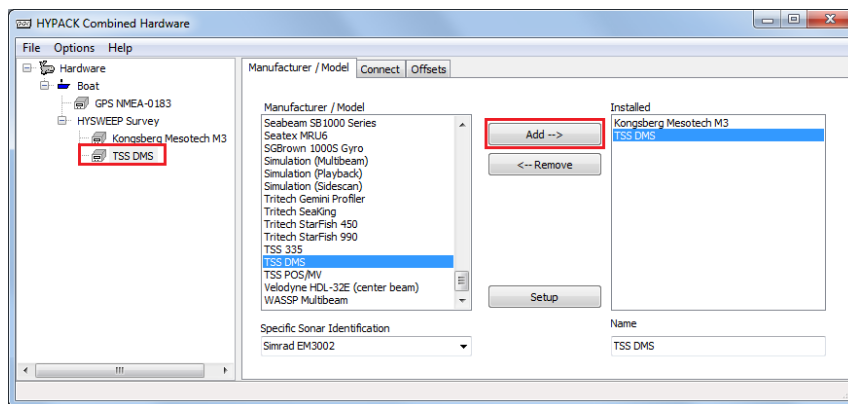 HYPACK Combined Hardware
File Options Help
Hardware
Boat
GPS NMEA-0183
HYSWEEP Survey
Kongsberg Mesotech M3
TSS DMS
Manufacturer / Model Connect Offsets
Manufacturer / Model
Seabeam SB1000 Series
Seatex MRU6
SGBrown 1000S Gyro
Simulation (Multibeam)
Simulation (Playback)
Simulation (Sidescan)
Tritech Gemini Profiler
Tritech SeaKing
Tritech StarFish 450
Tritech StarFish 990
TSS 335
TSS DMS
TSS POS/MV
Velodyne HDL-32E (center beam)
WASSP Multibeam
Specific Sonar Identification
Simrad EM3002
Add -->
<-- Remove
Setup
Installed
Kongsberg Mesotech M3
TSS DMS
Name
TSS DMS